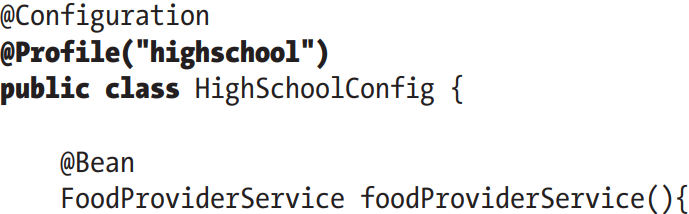 @Configuration
@Profile("highschool")
public class HighSchoolConfig {
@Bean
FoodProviderService foodProviderService(){